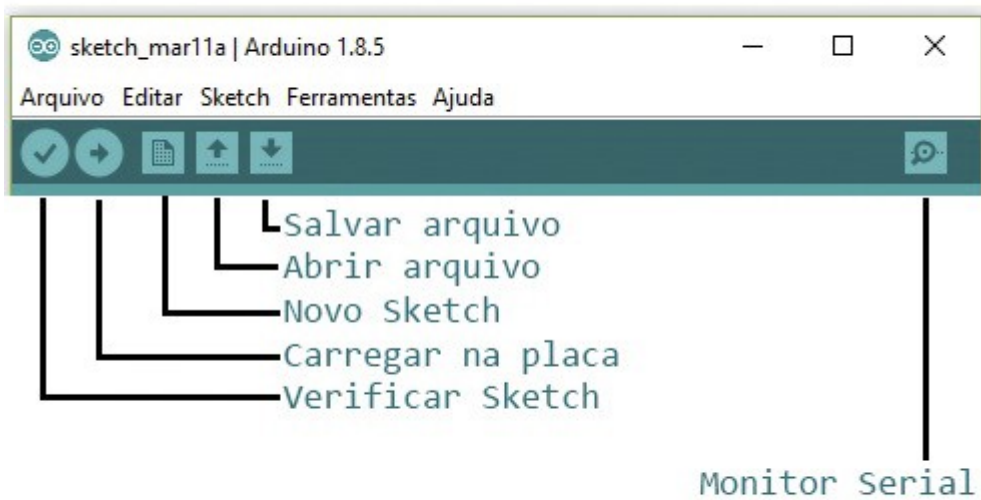 sketch_mar11a | Arduino 1.8.5
Arquivo Editar Sketch Ferramentas Ajuda
Salvar arquivo
Abrir arquivo
Novo Sketch
Carregar na placa
Verificar Sketch
Monitor Serial